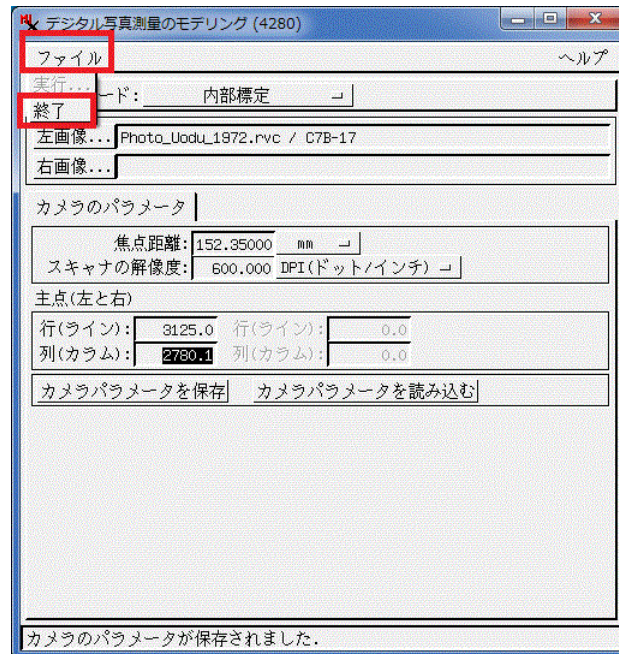 デジタル写真測量のモデリング (4280)
ファイル ヘルプ
実行...
ード: 内部標定
終了
左画像... Photo_Uodu_1972.rvc / C7B-17
右画像...
カメラのパラメータ
焦点距離: 152.35000 mm
スキャナの解像度: 600.000 DPI(ドット/インチ)
主点(左と右)
行(ライン): 3125.0 行(ライン): 0.0
列(カラム): 2780.1 列(カラム): 0.0
カメラパラメータを保存 カメラパラメータを読み込む
カメラのパラメータが保存されました.